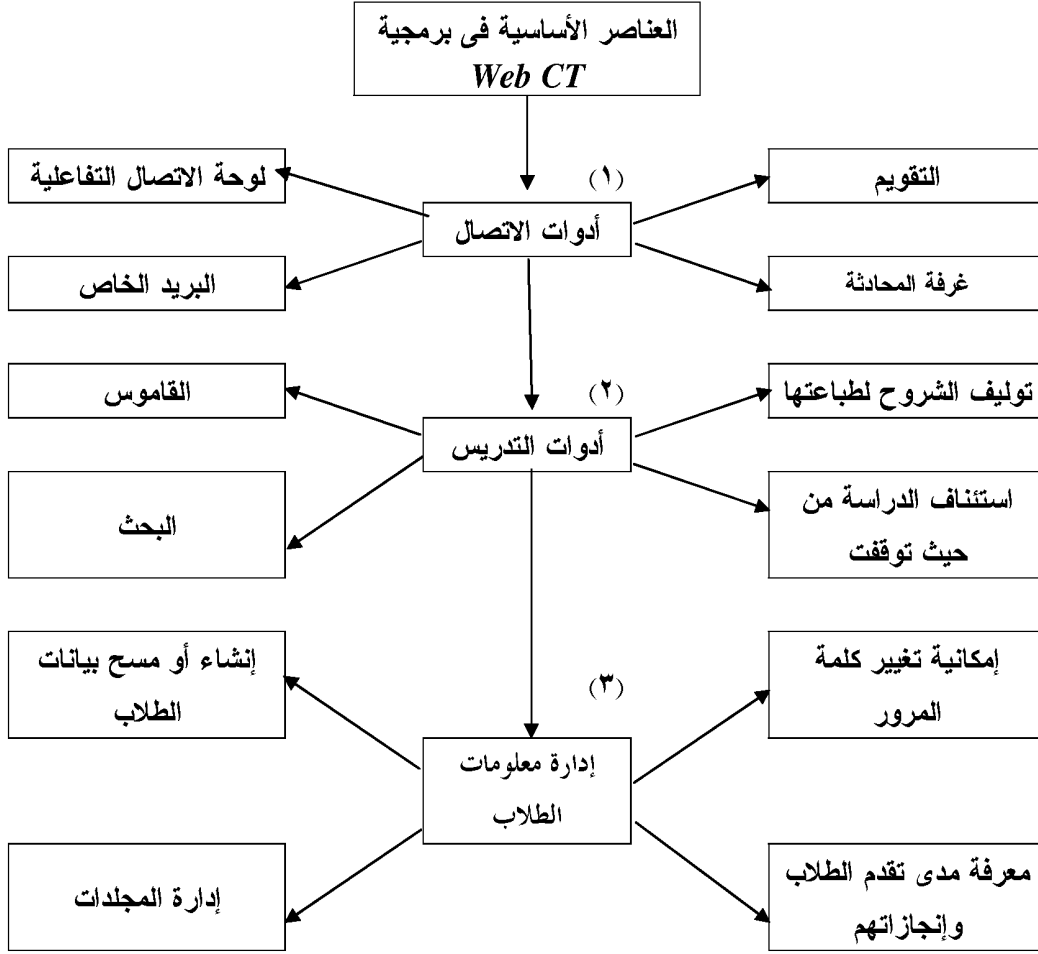 العناصر الأساسية فى برمجية
Web CT
(١)
أدوات الاتصال
التقويم
لوحة الاتصال التفاعلية
غرفة المحادثة
البريد الخاص
(٢)
أدوات التدريس
توليف الشروح لطباعتها
القاموس
استئناف الدراسة من
حيث توقفت
البحث
(٣)
إدارة معلومات
الطلاب
إمكانية تغيير كلمة
المرور
إنشاء أو مسح بيانات
الطلاب
معرفة مدى تقدم الطلاب
وإنجازاتهم
إدارة المجلدات